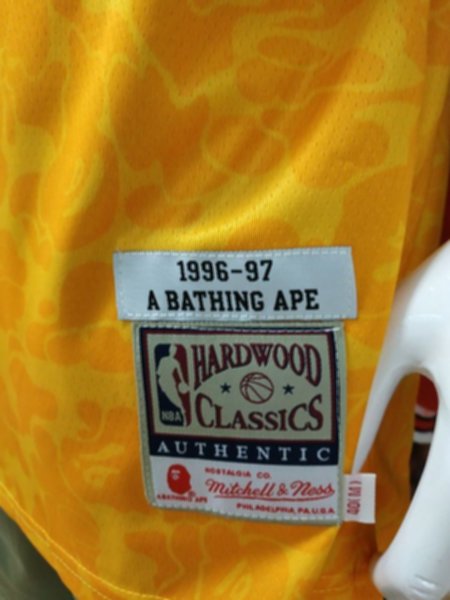 1996-97
A BATHING APE
NBA
HARDWOOD
CLASSICS
AUTHENTIC
NOSTALGIA CO.
Mitchell & Ness
PHILADELPHIA, PA. U.S.A.
A BATHING APE
40(M)